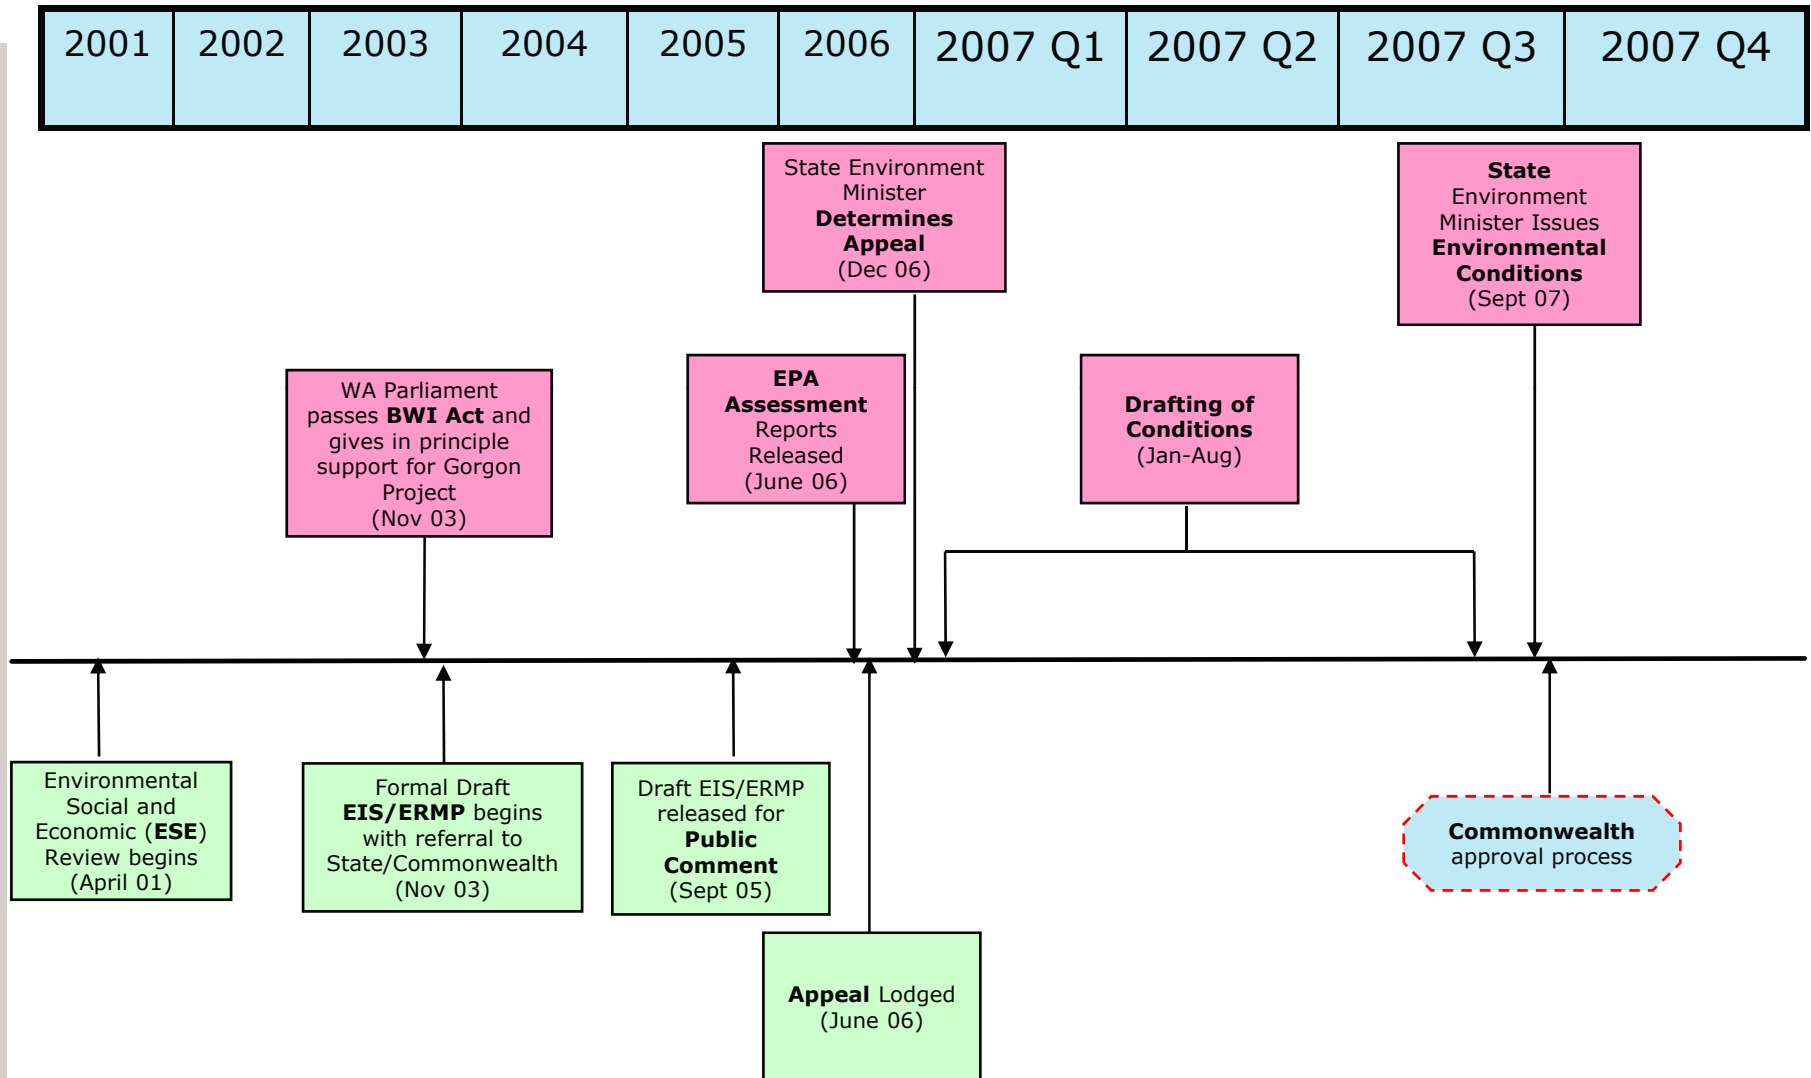 2001
2002
2003
2004
2005
2006
2007 Q1
2007 Q2
2007 Q3
2007 Q4
State Environment
Minister
Determines
Appeal
(Dec 06)
State
Environment
Minister Issues
Environmental
Conditions
(Sept 07)
WA Parliament
passes BWI Act and
gives in principle
support for Gorgon
Project
(Nov 03)
EPA
Assessment
Reports
Released
(June 06)
Drafting of
Conditions
(Jan-Aug)
Environmental
Social and
Economic (ESE)
Review begins
(April 01)
Formal Draft
EIS/ERMP begins
with referral to
State/Commonwealth
(Nov 03)
Draft EIS/ERMP
released for
Public
Comment
(Sept 05)
Appeal Lodged
(June 06)
Commonwealth
approval process